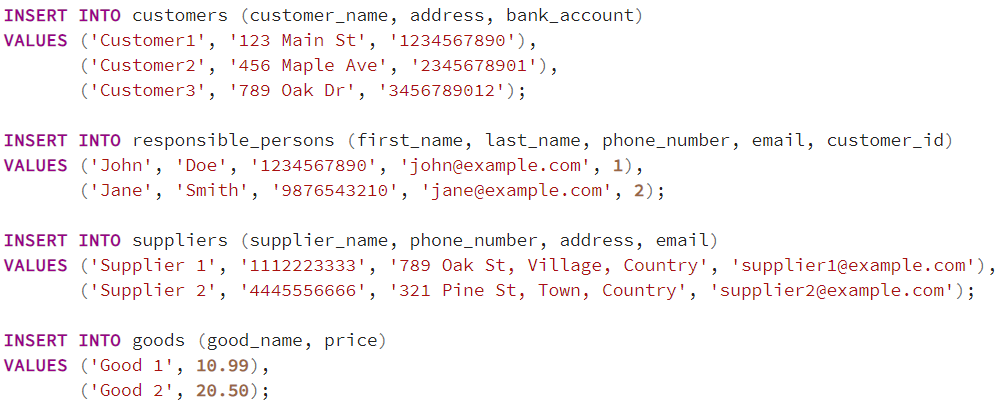 INSERT INTO customers (customer_name, address, bank_account)
VALUES ('Customer1', '123 Main St', '1234567890'),
('Customer2', '456 Maple Ave', '2345678901'),
('Customer3', '789 Oak Dr', '3456789012');
INSERT INTO responsible_persons (first_name, last_name, phone_number, email, customer_id)
VALUES ('John', 'Doe', '1234567890', 'john@example.com', 1),
('Jane', 'Smith', '9876543210', 'jane@example.com', 2);
INSERT INTO suppliers (supplier_name, phone_number, address, email)
VALUES ('Supplier 1', '1112223333', '789 Oak St, Village, Country', 'supplier1@example.com'),
('Supplier 2', '4445556666', '321 Pine St, Town, Country', 'supplier2@example.com');
INSERT INTO goods (good_name, price)
VALUES ('Good 1', 10.99),
('Good 2', 20.50);